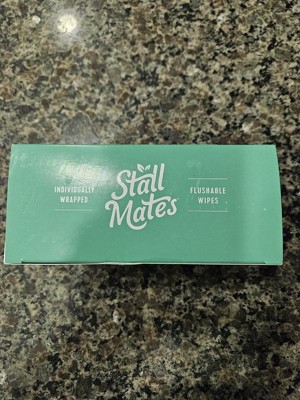 INDIVIDUALLY
WRAPPED
Stall
Mates
FLUSHABLE
WIPES